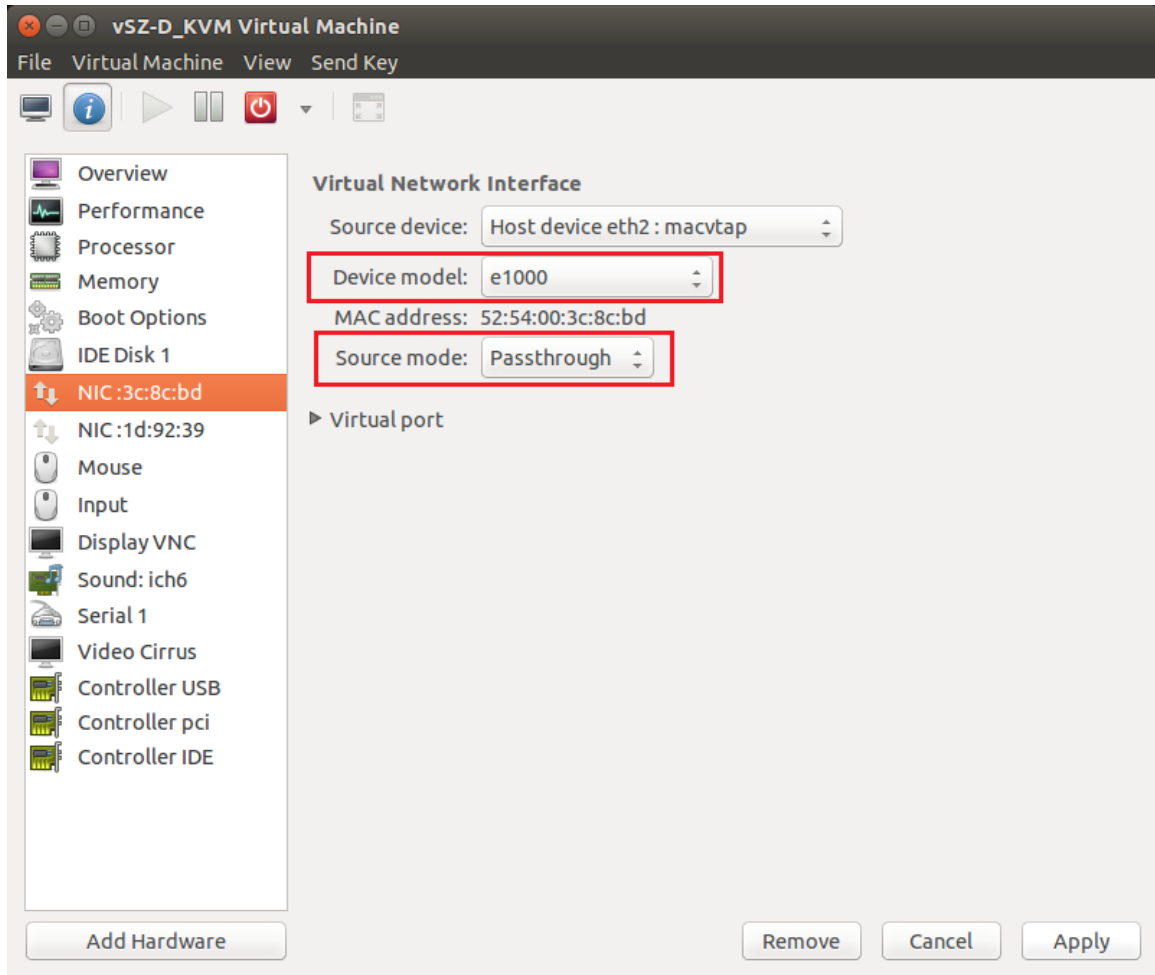 vSZ-D_KVM Virtual Machine
File Virtual Machine View Send Key
Overview
Performance
Processor
Memory
Boot Options
IDE Disk 1
NIC :3c:8c:bd
NIC :1d:92:39
Mouse
Input
Display VNC
Sound: ich6
Serial 1
Video Cirrus
Controller USB
Controller pci
Controller IDE
Add Hardware
Virtual Network Interface
Source device: Host device eth2 : macvtap
Device model: e1000
MAC address: 52:54:00:3c:8c:bd
Source mode: Passthrough
Virtual port
Remove Cancel Apply